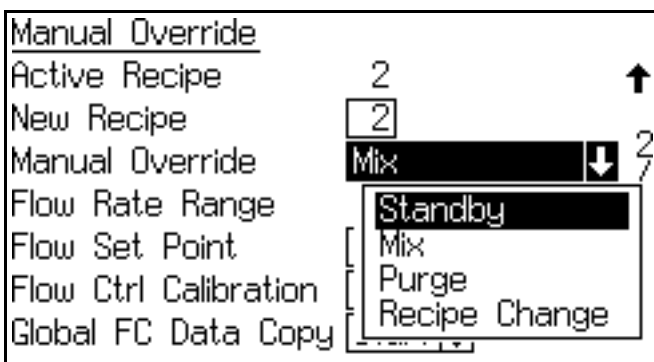 Manual Override
Active Recipe 2
New Recipe 2
Manual Override Mix 2
Flow Rate Range Standby
Flow Set Point Mix
Flow Ctrl Calibration Purge
Global FC Data Copy Recipe Change